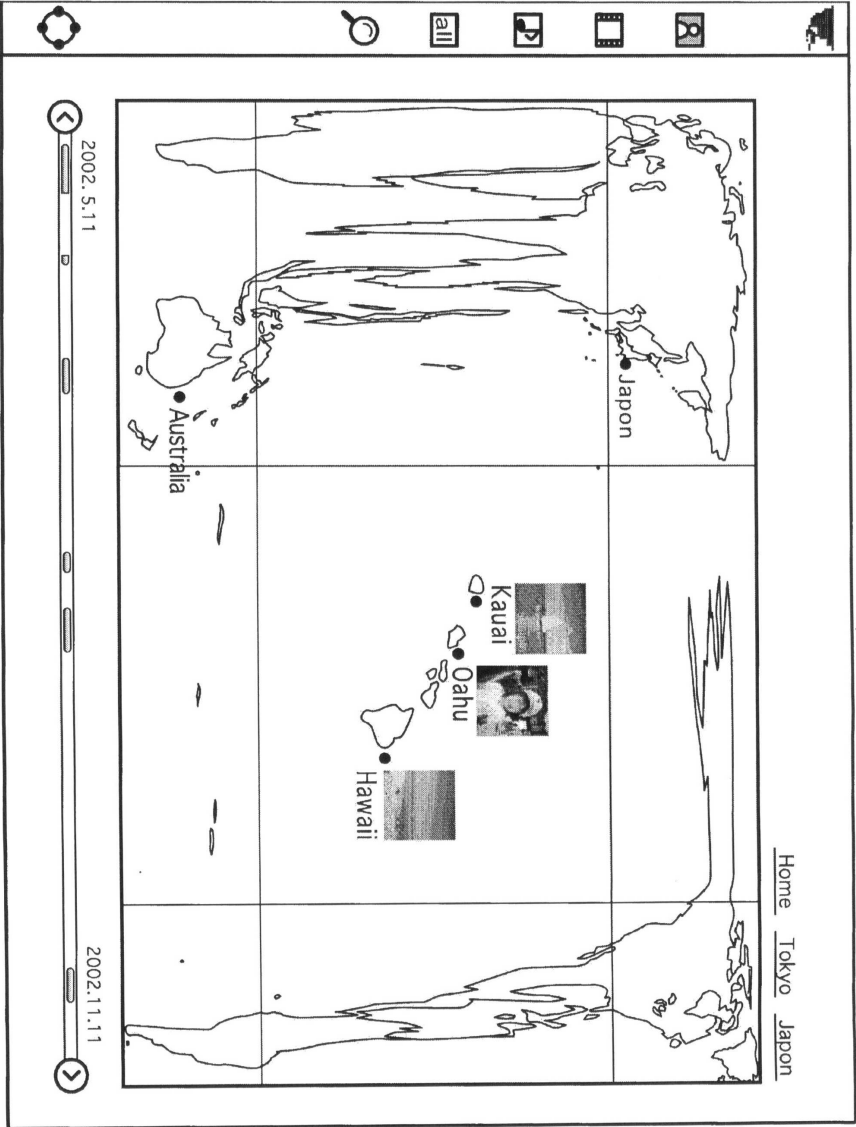 all
Home Tokyo Japon
Japon
Kauai
Oahu
Hawaii
Australia
2002. 5.11
2002.11.11